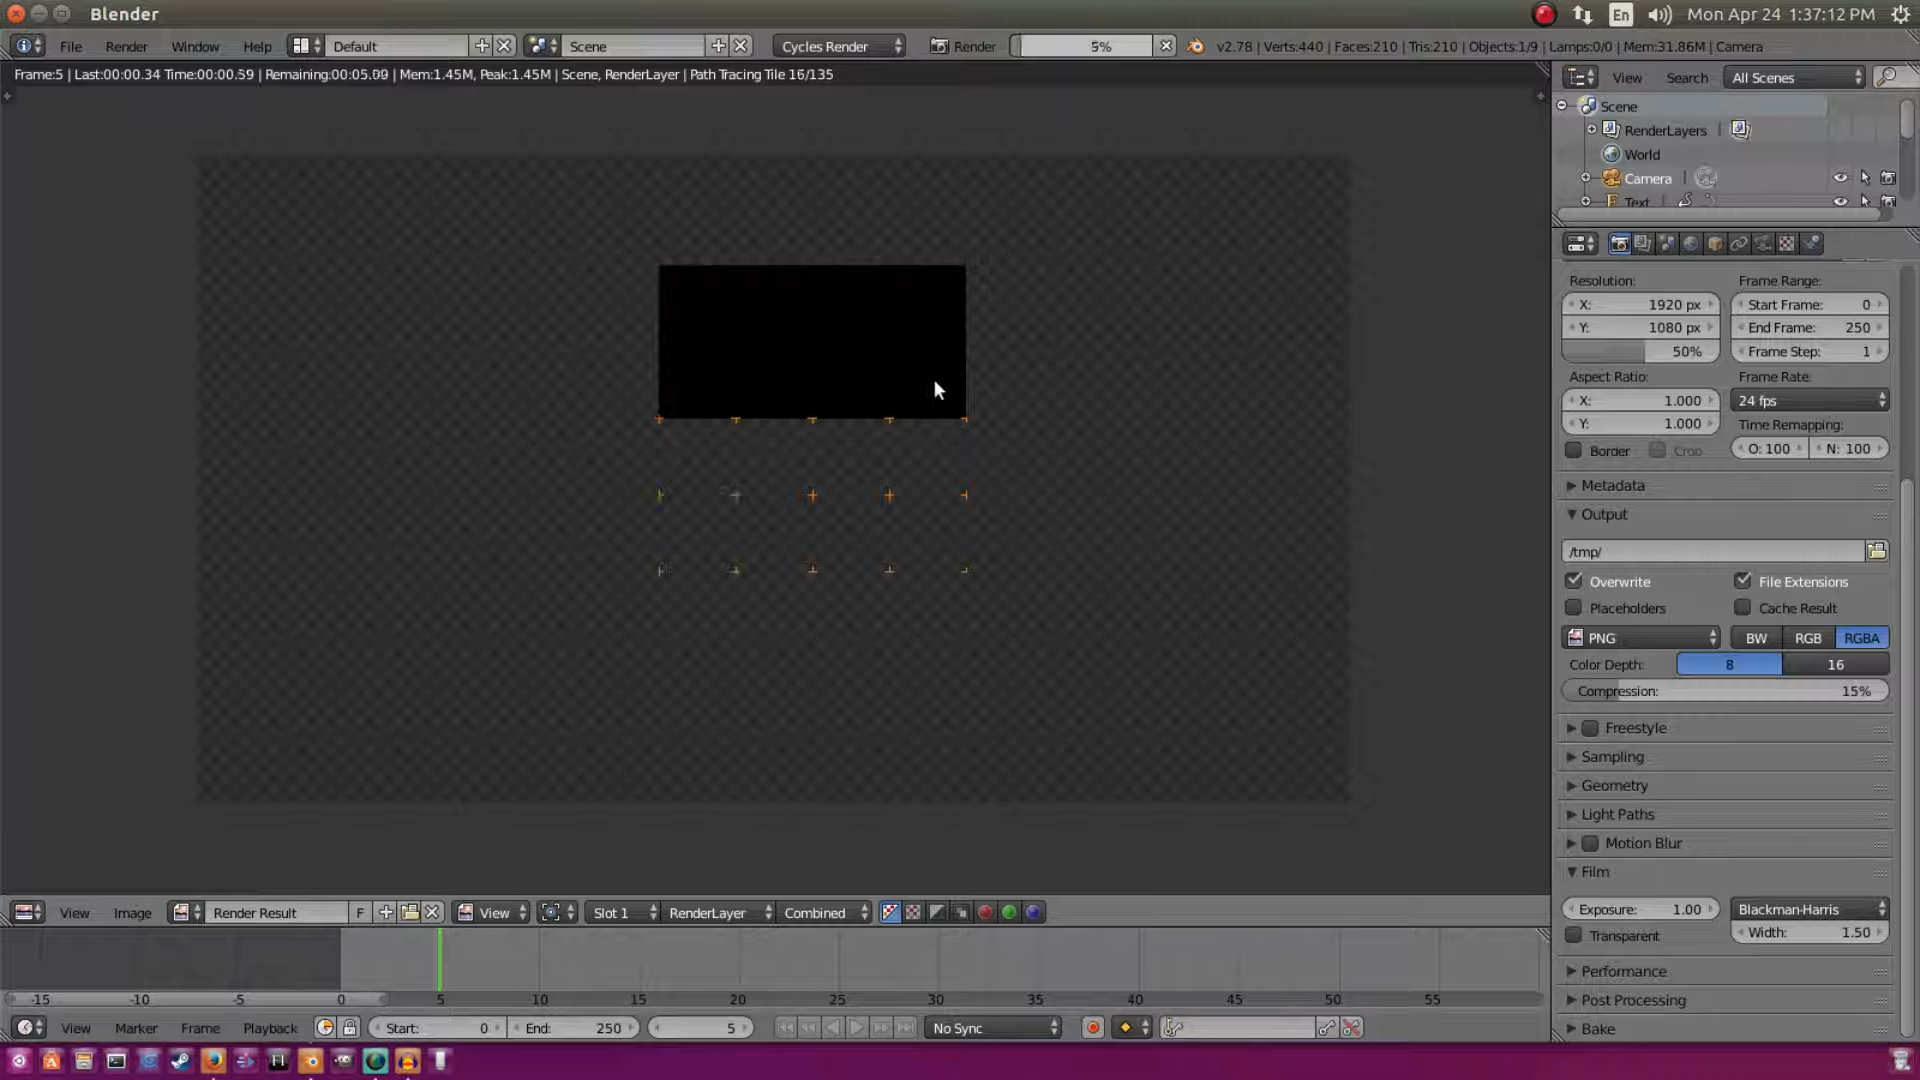 Blender
En
Mon Apr 24 1:37:12 PM
File Render Window Help Default Scene Cycles Render Render 5% v2.78 | Verts:440 | Faces:210 | Tris:210 | Objects:1/9 | Lamps:0/0 | Mem:31.86M | Camera
Frame:5 | Last:00:00.34 Time:00:00.59 | Remaining:00:05.09 | Mem:1.45M, Peak:1.45M | Scene, RenderLayer | Path Tracing Tile 16/135
View Search All Scenes
Scene
RenderLayers |
World
Camera |
Text
Resolution: Frame Range:
X: 1920 px Start Frame: 0
Y: 1080 px End Frame: 250
50% Frame Step: 1
Aspect Ratio: Frame Rate:
X: 1.000 24 fps
Y: 1.000 Time Remapping:
Border Crop O: 100 N: 100
Metadata
Output
/tmp/
Overwrite File Extensions
Placeholders Cache Result
PNG BW RGB RGBA
Color Depth: 8 16
Compression: 15%
Freestyle
Sampling
Geometry
Light Paths
Motion Blur
Film
Exposure: 1.00 Blackman-Harris
Transparent Width: 1.50
Performance
Post Processing
Bake
View Image Render Result F View Slot 1 RenderLayer Combined
-15 -10 -5 0 5 10 15 20 25 30 35 40 45 50 55
View Marker Frame Playback Start: 0 End: 250 5 No Sync